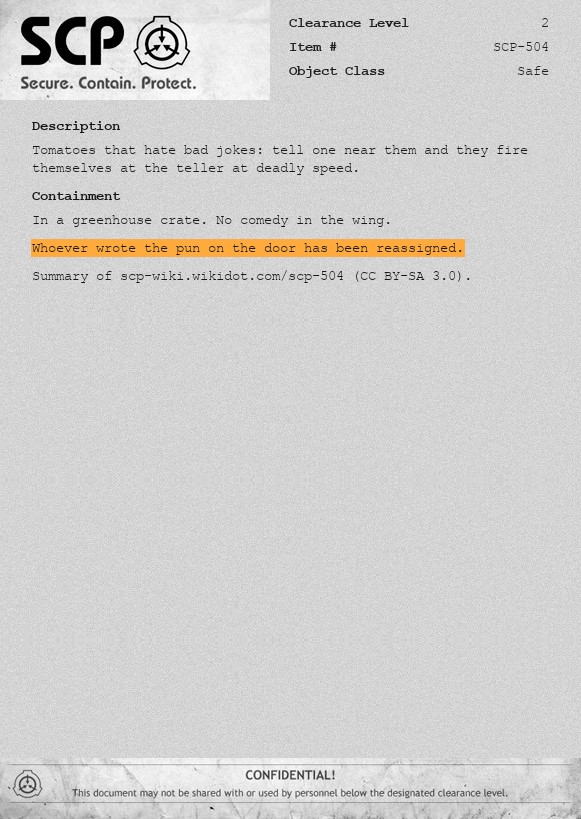 SCP
Secure. Contain. Protect.
Clearance Level 2
Item # SCP-504
Object Class Safe
Description
Tomatoes that hate bad jokes: tell one near them and they fire
themselves at the teller at deadly speed.
Containment
In a greenhouse crate. No comedy in the wing.
Whoever wrote the pun on the door has been reassigned.
Summary of scp-wiki.wikidot.com/scp-504 (CC BY-SA 3.0).
CONFIDENTIAL!
This document may not be shared with or used by personnel below the designated clearance level.